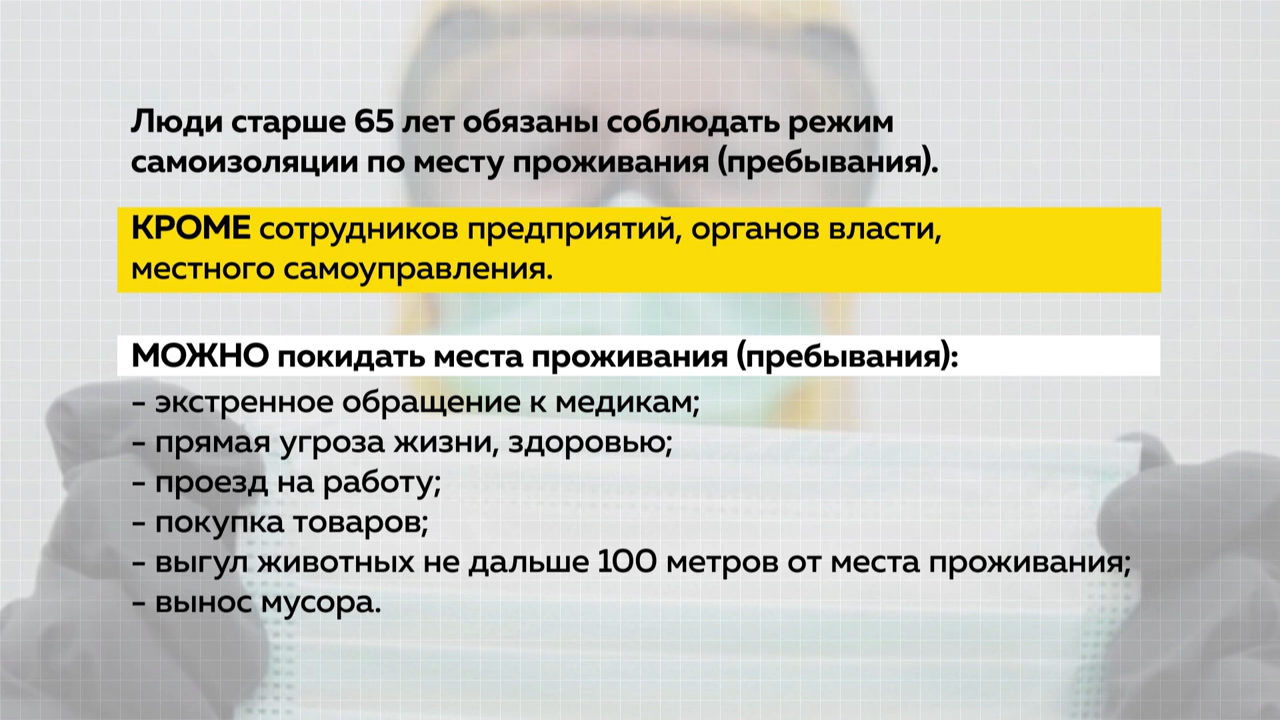 Люди старше 65 лет обязаны соблюдать режим
самоизоляции по месту проживания (пребывания).
КРОМЕ сотрудников предприятий, органов власти,
местного самоуправления.
МОЖНО покидать места проживания (пребывания):
- экстренное обращение к медикам;
- прямая угроза жизни, здоровью;
- проезд на работу;
- покупка товаров;
- выгул животных не дальше 100 метров от места проживания;
- вынос мусора.